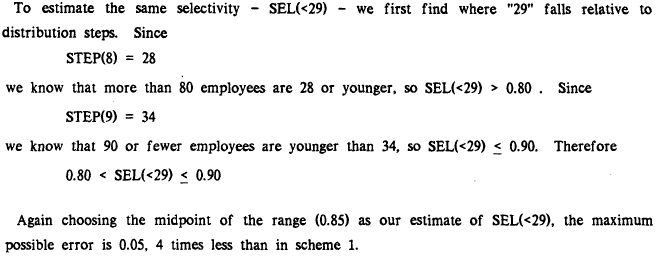 To estimate the same selectivity - SEL(<29) - we first find where "29" falls relative to
distribution steps. Since
STEP(8) = 28
we know that more than 80 employees are 28 or younger, so SEL(<29) > 0.80 . Since
STEP(9) = 34
we know that 90 or fewer employees are younger than 34, so SEL(<29) ≤ 0.90. Therefore
0.80 < SEL(<29) ≤ 0.90
Again choosing the midpoint of the range (0.85) as our estimate of SEL(<29), the maximum
possible error is 0.05, 4 times less than in scheme 1.